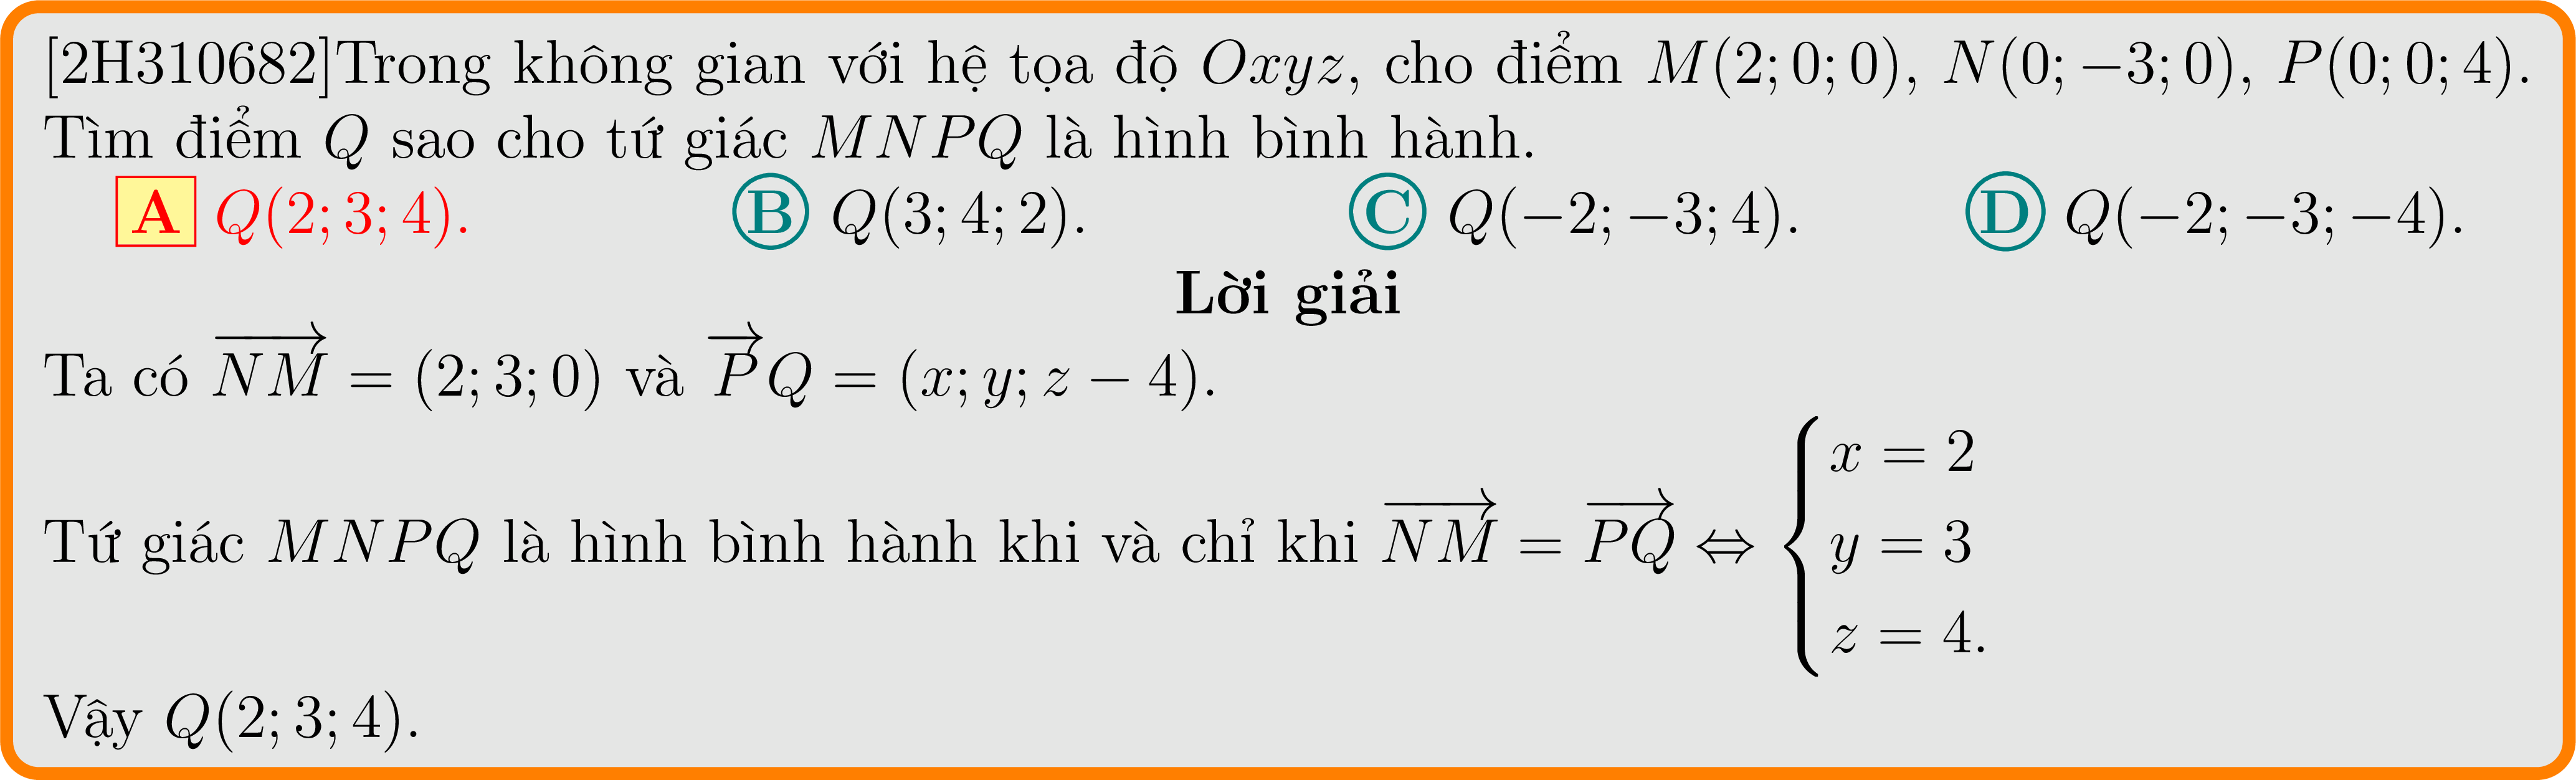 [2H310682]Trong không gian với hệ tọa độ $Oxyz$, cho điểm $M(2;0;0)$, $N(0;-3;0)$, $P(0;0;4)$.
Tìm điểm $Q$ sao cho tứ giác $MNPQ$ là hình bình hành.
A $Q(2;3;4)$. B $Q(3;4;2)$. C $Q(-2;-3;4)$. D $Q(-2;-3;-4)$.
Lời giải
Ta có $\overrightarrow{NM} = (2;3;0)$ và $\overrightarrow{P}Q = (x;y;z-4)$.
Tứ giác $MNPQ$ là hình bình hành khi và chỉ khi $\overrightarrow{NM} = \overrightarrow{PQ} \Leftrightarrow \begin{cases} x = 2 \\ y = 3 \\ z = 4. \end{cases}$
Vậy $Q(2;3;4)$.